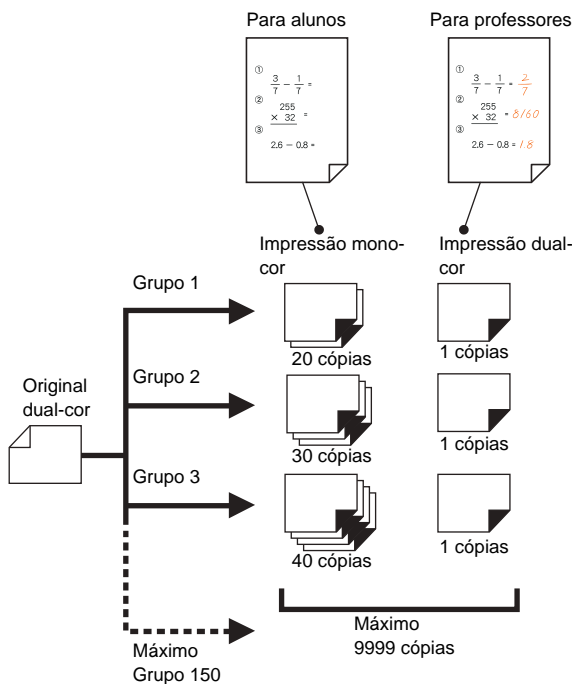 Para alunos
Para professores
①
3/7 − 1/7 =
②
255
× 32 =
③
2.6 − 0.8 =
①
3/7 − 1/7 = 2/7
②
255
× 32 = 8160
③
2.6 − 0.8 = 1.8
Impressão mono-
cor
Impressão dual-
cor
Grupo 1
20 cópias
1 cópias
Original
dual-cor
Grupo 2
30 cópias
1 cópias
Grupo 3
40 cópias
1 cópias
Máximo
Grupo 150
Máximo
9999 cópias